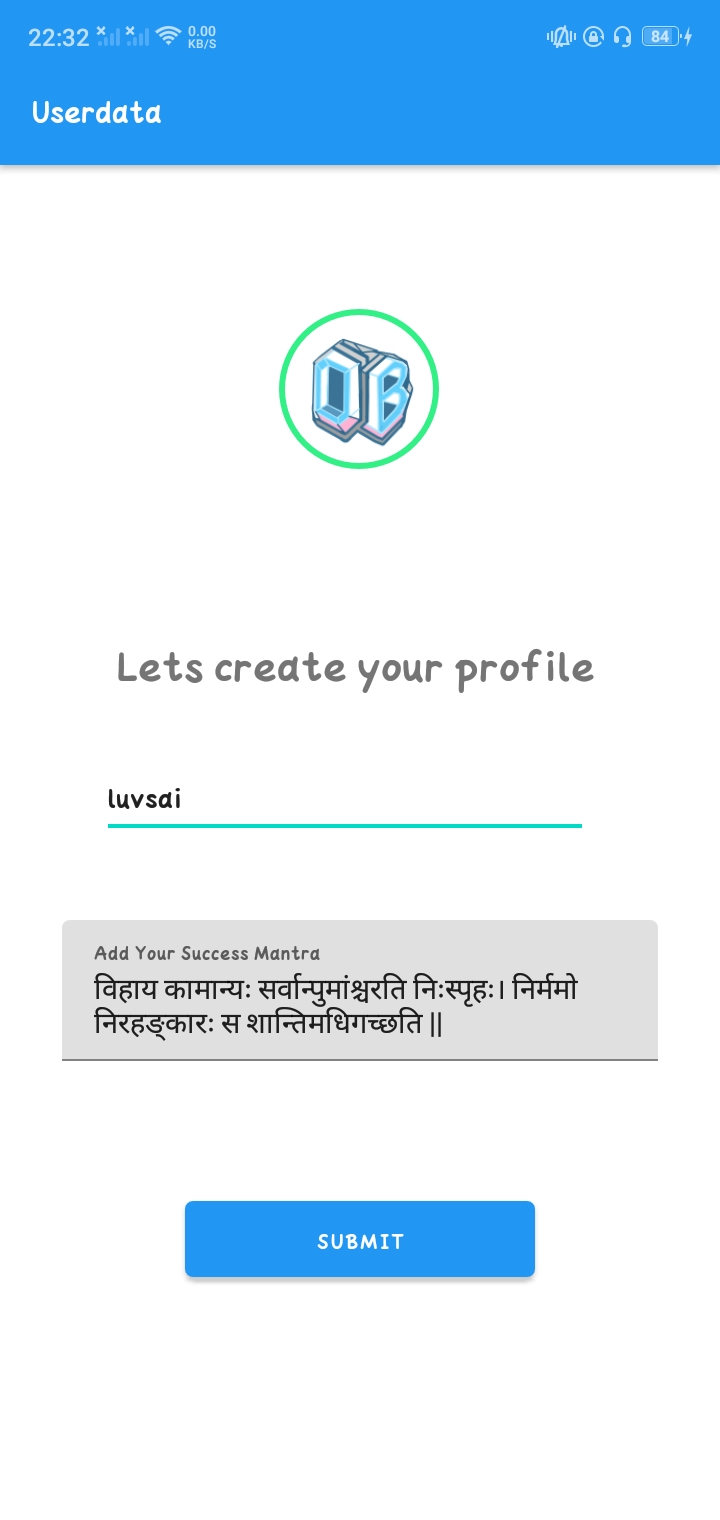 22:32 0.00 KB/S 84
Userdata
OB
Lets create your profile
luvsai
Add Your Success Mantra
विहाय कामान्यः सर्वान्पुमांश्चरति निःस्पृहः। निर्ममो
निरहङ्कारः स शान्तिमधिगच्छति ||
SUBMIT